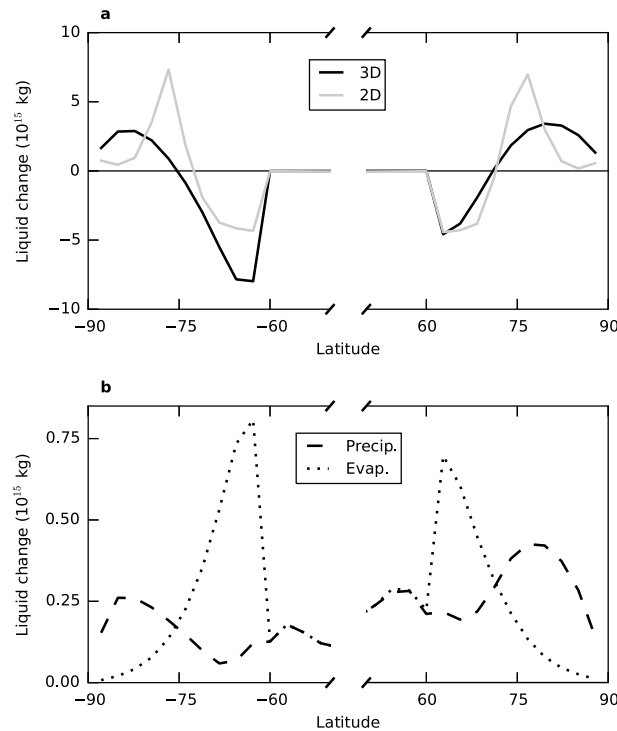 a
10
5
0
−5
−10
Liquid change (10¹⁵ kg)
3D
2D
−90 −75 −60 60 75 90
Latitude
b
0.75
0.50
0.25
0.00
Liquid change (10¹⁵ kg)
Precip.
Evap.
−90 −75 −60 60 75 90
Latitude